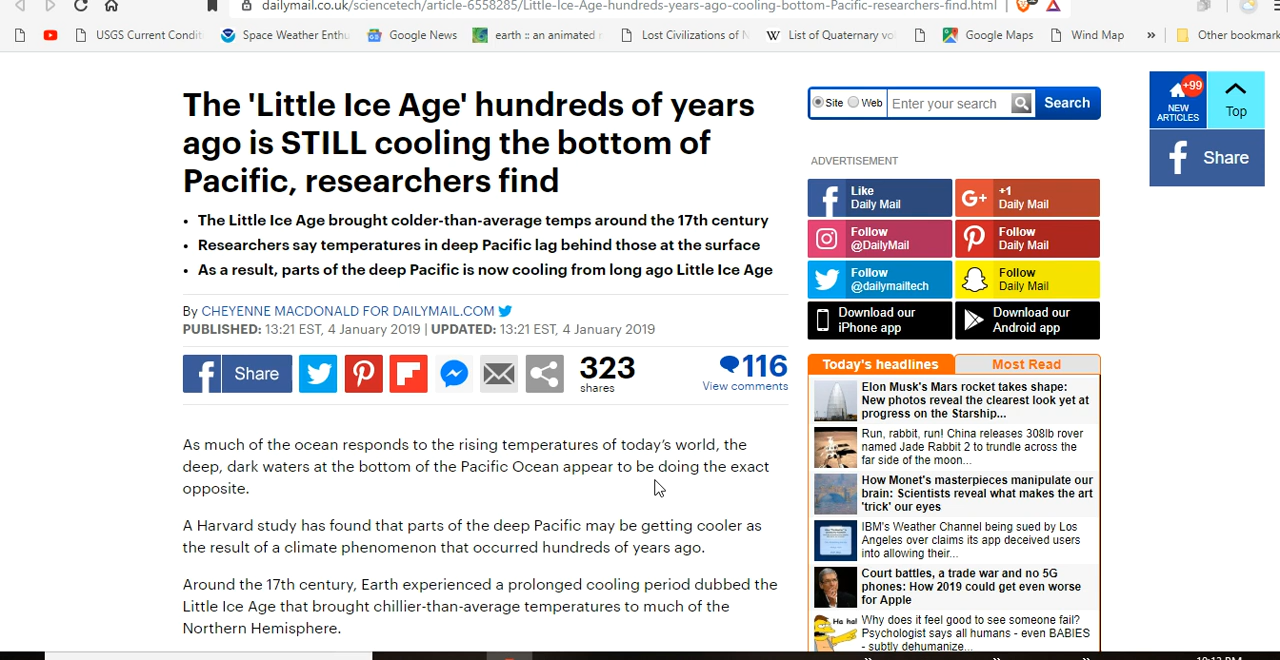 dailymail.co.uk/sciencetech/article-6558285/Little-Ice-Age-hundreds-years-ago-cooling-bottom-Pacific-researchers-find.html
USGS Current Condit
Space Weather Enthu
Google News
earth :: an animated
Lost Civilizations of N
W List of Quaternary vo
Google Maps
Wind Map
»
Other bookmark
The 'Little Ice Age' hundreds of years
ago is STILL cooling the bottom of
Pacific, researchers find
• The Little Ice Age brought colder-than-average temps around the 17th century
• Researchers say temperatures in deep Pacific lag behind those at the surface
• As a result, parts of the deep Pacific is now cooling from long ago Little Ice Age
By CHEYENNE MACDONALD FOR DAILYMAIL.COM
PUBLISHED: 13:21 EST, 4 January 2019 | UPDATED: 13:21 EST, 4 January 2019
f Share
323
shares
116
View comments
As much of the ocean responds to the rising temperatures of today's world, the
deep, dark waters at the bottom of the Pacific Ocean appear to be doing the exact
opposite.
A Harvard study has found that parts of the deep Pacific may be getting cooler as
the result of a climate phenomenon that occurred hundreds of years ago.
Around the 17th century, Earth experienced a prolonged cooling period dubbed the
Little Ice Age that brought chillier-than-average temperatures to much of the
Northern Hemisphere.
Site Web Enter your search Search
ADVERTISEMENT
Like
Daily Mail
G+ +1
Daily Mail
Follow
@DailyMail
Follow
Daily Mail
Follow
@dailymailtech
Follow
Daily Mail
Download our
iPhone app
Download our
Android app
Today's headlines
Most Read
Elon Musk's Mars rocket takes shape:
New photos reveal the clearest look yet at
progress on the Starship...
Run, rabbit, run! China releases 308lb rover
named Jade Rabbit 2 to trundle across the
far side of the moon...
How Monet's masterpieces manipulate our
brain: Scientists reveal what makes the art
'trick' our eyes
IBM's Weather Channel being sued by Los
Angeles over claims its app deceived users
into allowing their...
Court battles, a trade war and no 5G
phones: How 2019 could get even worse
for Apple
Ha ha!
Why does it feel good to see someone fail?
Psychologist says all humans - even BABIES
- subtly dehumanize...
+99
NEW
ARTICLES
Top
f Share